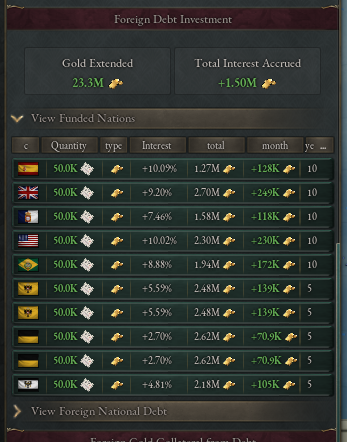 Foreign Debt Investment
Gold Extended Total Interest Accrued
23.3M +1.50M
View Funded Nations
c Quantity type Interest total month ye ...
50.0K +10.09% 1.27M +128K 10
50.0K +9.20% 2.70M +249K 10
50.0K +7.46% 1.58M +118K 10
50.0K +10.02% 2.30M +230K 10
50.0K +8.88% 1.94M +172K 10
50.0K +5.59% 2.48M +139K 5
50.0K +5.59% 2.48M +139K 5
50.0K +2.70% 2.62M +70.9K 5
50.0K +2.70% 2.62M +70.9K 5
50.0K +4.81% 2.18M +105K 5
View Foreign National Debt
Foreign Gold Collateral from Debt